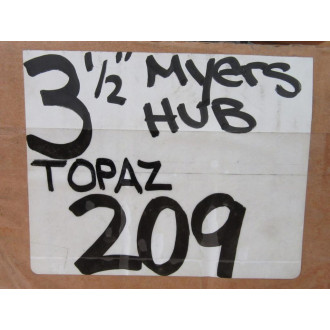 3 1/2" Myers
HUB
TOPAZ
209